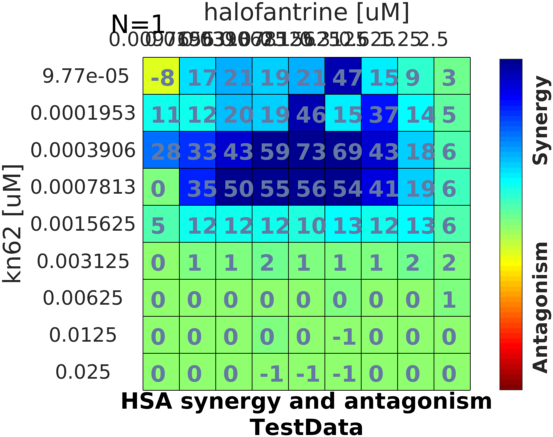 halofantrine [uM]
N=1
2.5
9.77e-05 -8 17 21 19 21 47 15 9 3
0.0001953 11 12 20 19 46 15 37 14 5
0.0003906 28 33 43 59 73 69 43 18 6
0.0007813 0 35 50 55 56 54 41 19 6
0.0015625 5 12 12 12 10 13 12 13 6
0.003125 0 1 1 2 1 1 1 2 2
0.00625 0 0 0 0 0 0 0 0 1
0.0125 0 0 0 0 0 -1 0 0 0
0.025 0 0 0 -1 -1 -1 0 0 0
kn62 [uM]
Synergy
Antagonism
HSA synergy and antagonism
TestData